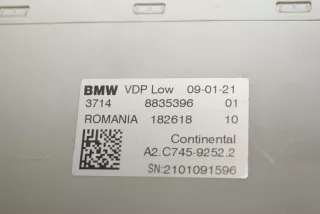 BMW VDP Low 09-01-21
3714 8835396 01
ROMANIA 182618 10
Continental
A2.C745-9252.2
SN:2101091596